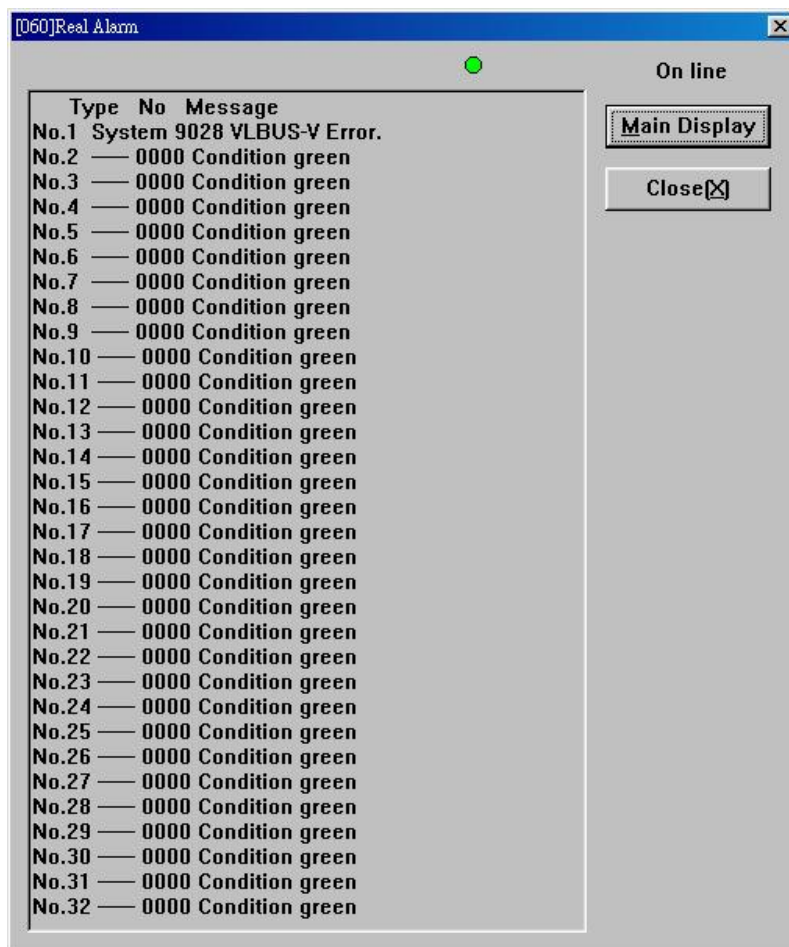 [060]Real Alarm
On line
Type No Message
No.1 System 9028 VLBUS-V Error.
No.2 —— 0000 Condition green
No.3 —— 0000 Condition green
No.4 —— 0000 Condition green
No.5 —— 0000 Condition green
No.6 —— 0000 Condition green
No.7 —— 0000 Condition green
No.8 —— 0000 Condition green
No.9 —— 0000 Condition green
No.10 —— 0000 Condition green
No.11 —— 0000 Condition green
No.12 —— 0000 Condition green
No.13 —— 0000 Condition green
No.14 —— 0000 Condition green
No.15 —— 0000 Condition green
No.16 —— 0000 Condition green
No.17 —— 0000 Condition green
No.18 —— 0000 Condition green
No.19 —— 0000 Condition green
No.20 —— 0000 Condition green
No.21 —— 0000 Condition green
No.22 —— 0000 Condition green
No.23 —— 0000 Condition green
No.24 —— 0000 Condition green
No.25 —— 0000 Condition green
No.26 —— 0000 Condition green
No.27 —— 0000 Condition green
No.28 —— 0000 Condition green
No.29 —— 0000 Condition green
No.30 —— 0000 Condition green
No.31 —— 0000 Condition green
No.32 —— 0000 Condition green
Main Display
Close(X)